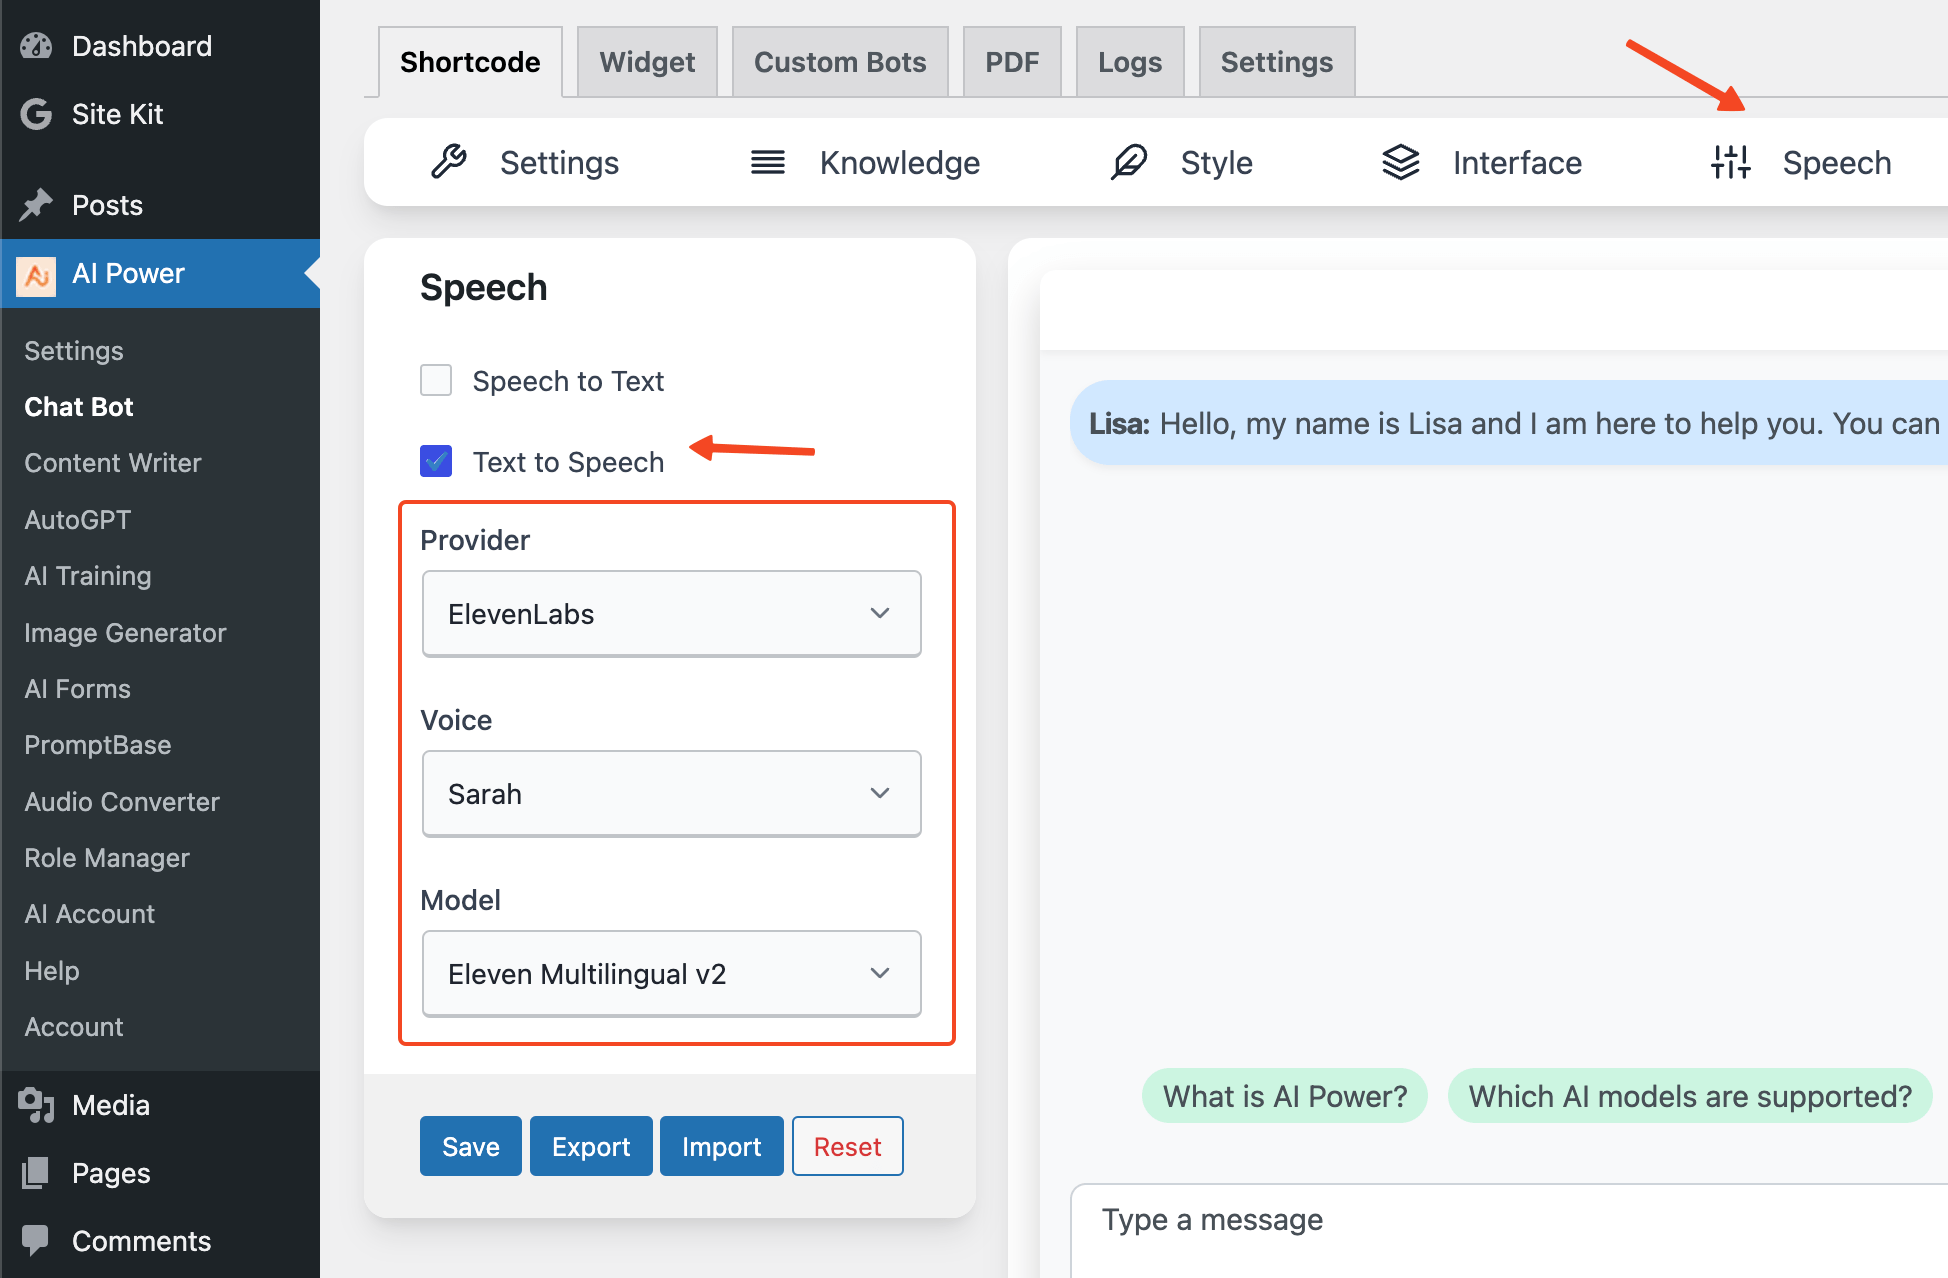 Dashboard
Site Kit
Posts
AI Power
Settings
Chat Bot
Content Writer
AutoGPT
AI Training
Image Generator
AI Forms
PromptBase
Audio Converter
Role Manager
AI Account
Help
Account
Media
Pages
Comments
Shortcode Widget Custom Bots PDF Logs Settings
Settings Knowledge Style Interface Speech
Speech
Speech to Text
Text to Speech
Provider
ElevenLabs
Voice
Sarah
Model
Eleven Multilingual v2
Save Export Import Reset
Lisa: Hello, my name is Lisa and I am here to help you. You can
What is AI Power? Which AI models are supported?
Type a message